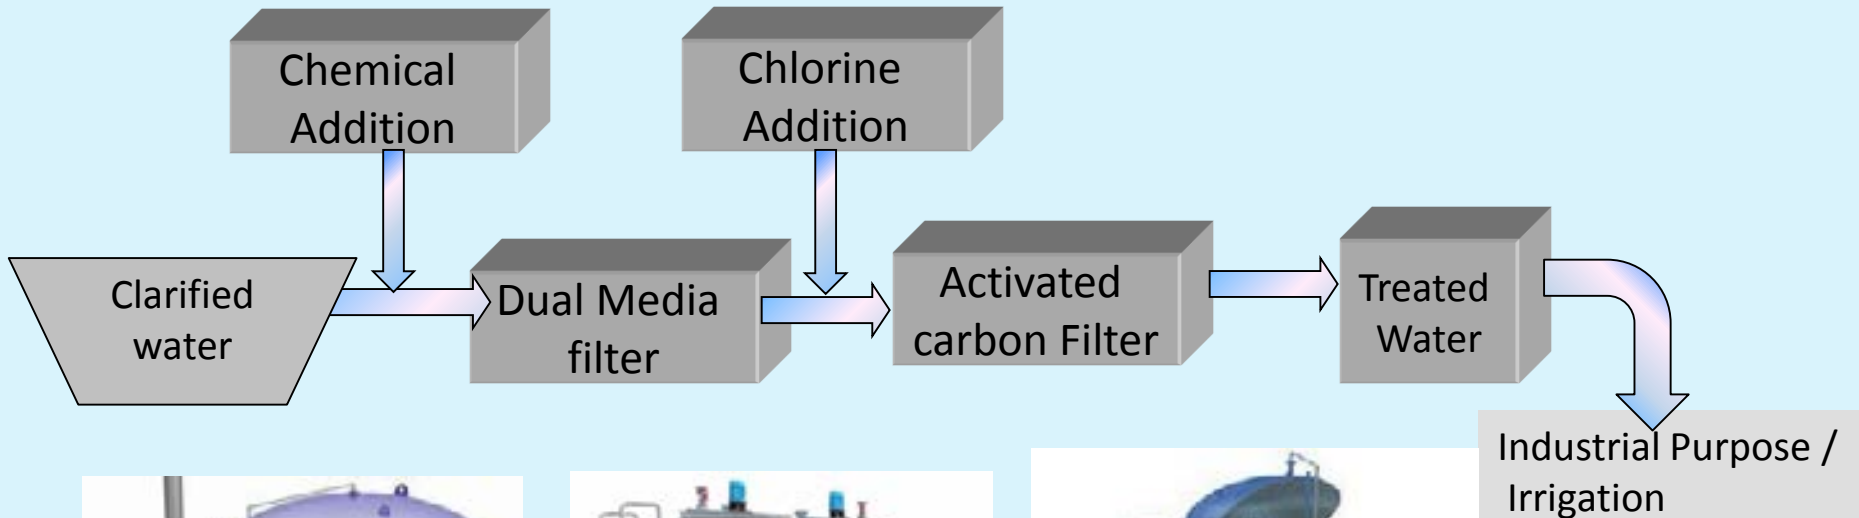 Chemical
Addition
Chlorine
Addition
Clarified
water
Dual Media
filter
Activated
carbon Filter
Treated
Water
Industrial Purpose /
Irrigation